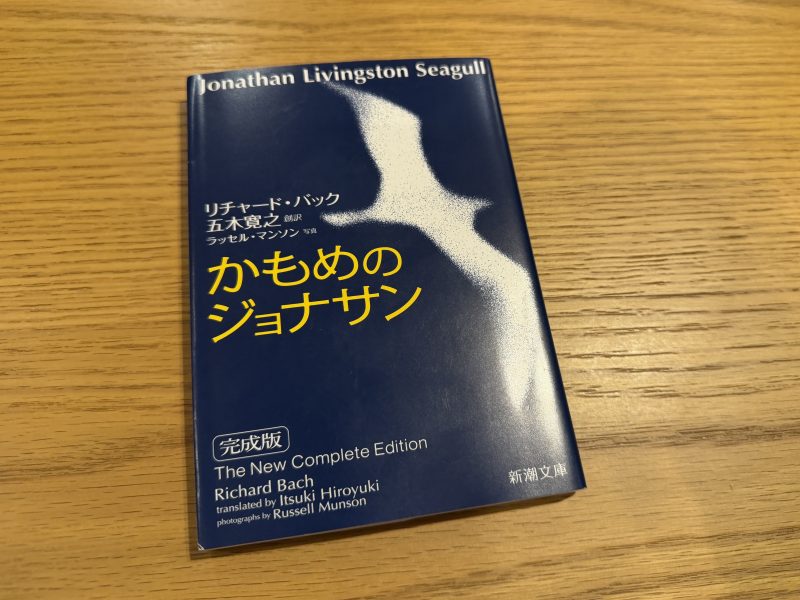 Jonathan Livingston Seagull
リチャード・バック
五木寛之 創訳
ラッセル・マンソン 写真
かもめの
ジョナサン
完成版
The New Complete Edition
Richard Bach
translated by Itsuki Hiroyuki
photographs by Russell Munson
新潮文庫